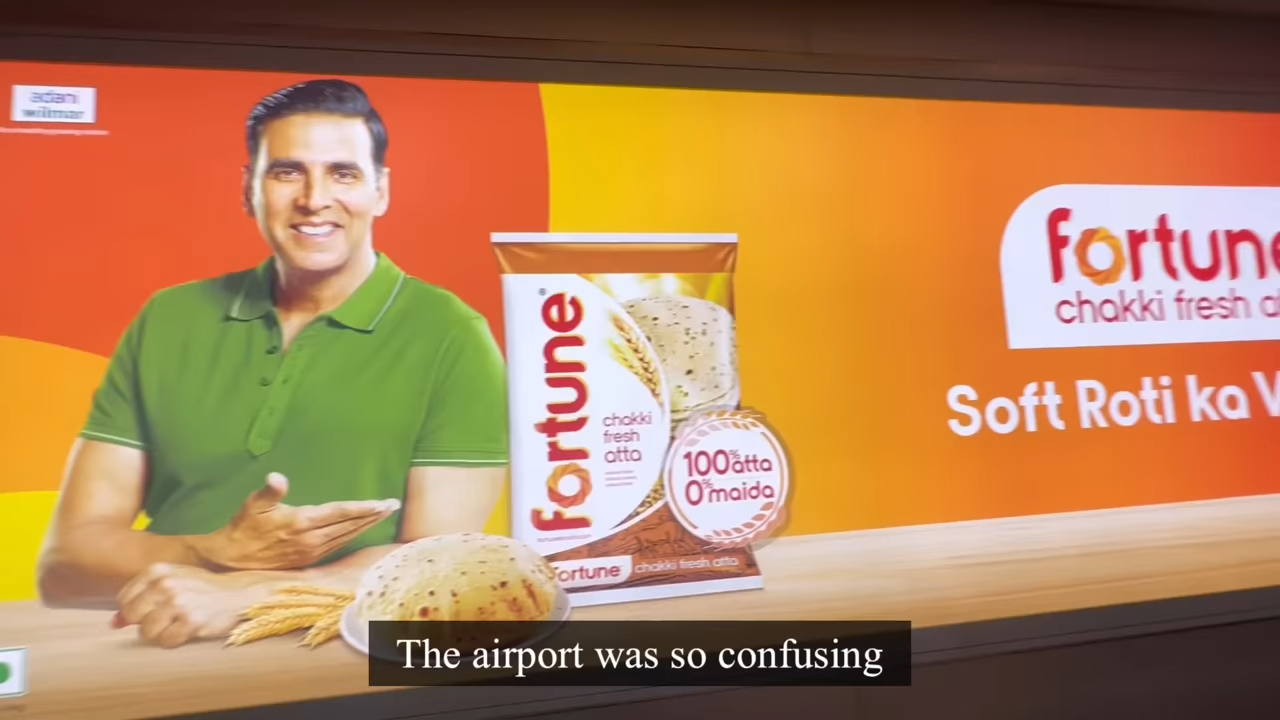 adani
wilmar
fortune
chakki fresh
Soft Roti ka
fortune
chakki
fresh
atta
100% atta
0% maida
fortune
chakki fresh atta
The airport was so confusing